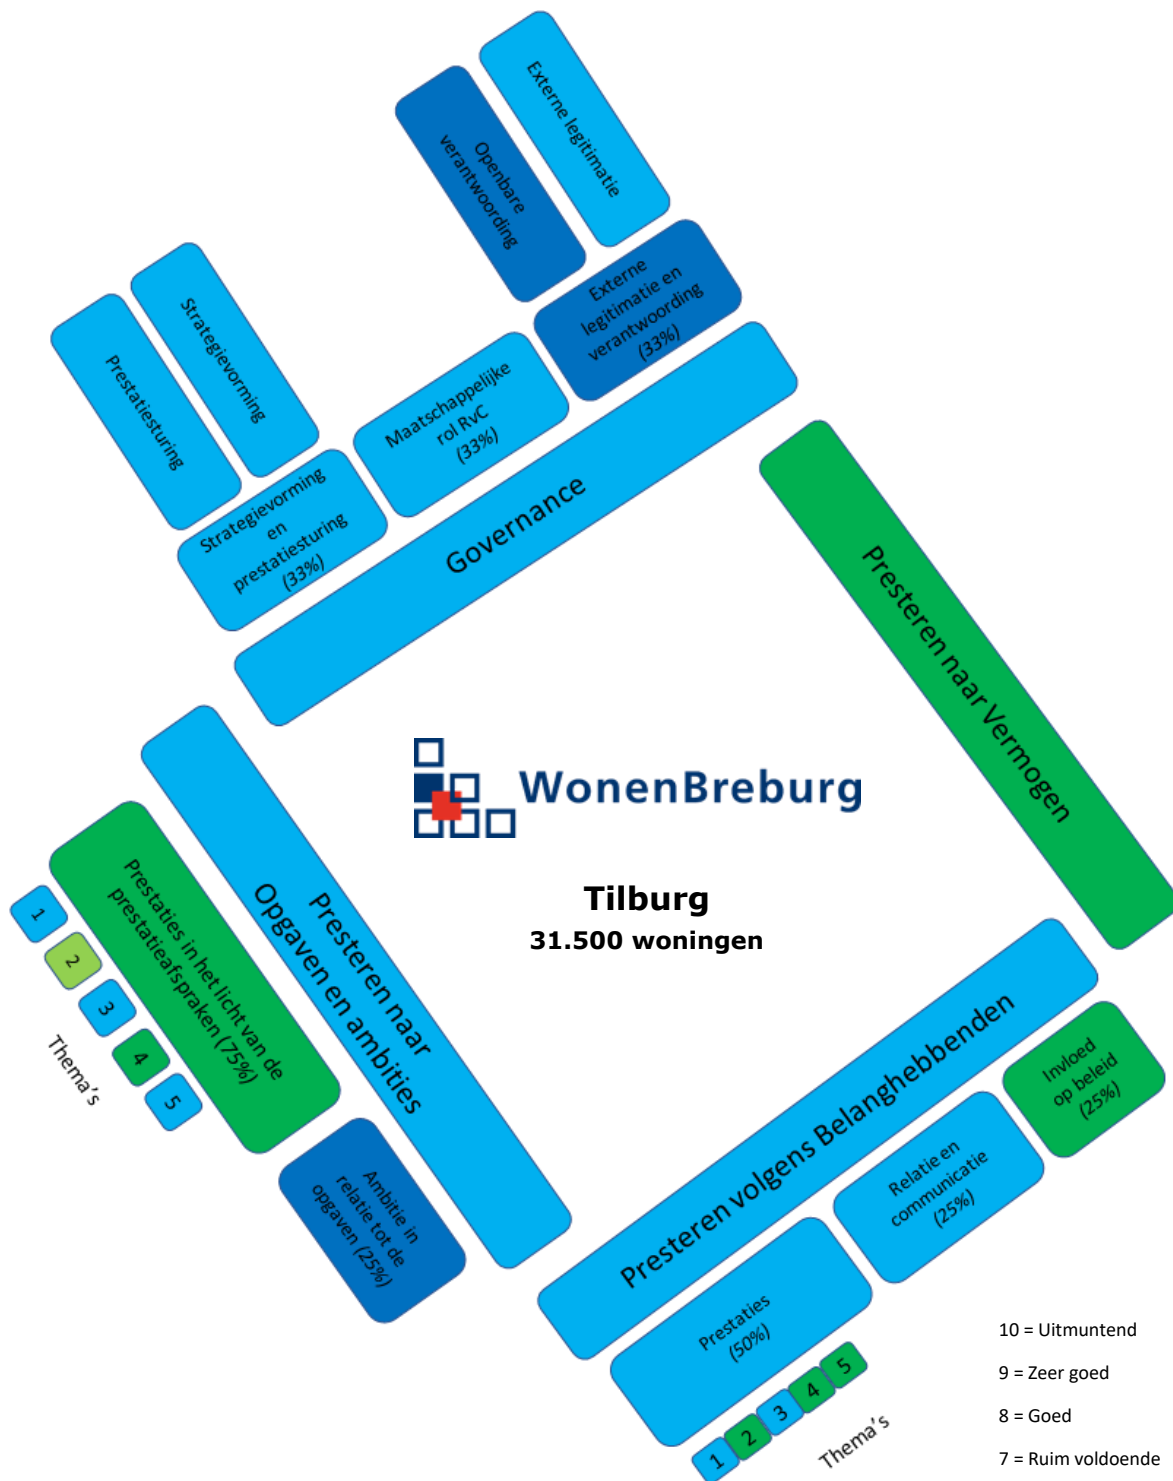 Externe legitimatie
Openbare
verantwoording
Externe
legitimatie en
verantwoording
(33%)
Strategievorming
Prestatiesturing
Maatschappelijke
rol RvC
(33%)
Strategievorming
en
prestatiesturing
(33%)
Governance
Presteren naar Vermogen
WonenBreburg
Tilburg
31.500 woningen
Presteren naar
Opgaven en ambities
Prestaties in het licht van de
prestatieafspraken (75%)
1
2
3
4
5
Thema's
Ambitie in
relatie tot de
opgaven (25%)
Presteren volgens Belanghebbenden
Invloed
op beleid
(25%)
Relatie en
communicatie
(25%)
Prestaties
(50%)
1
2
3
4
5
Thema's
10 = Uitmuntend
9 = Zeer goed
8 = Goed
7 = Ruim voldoende